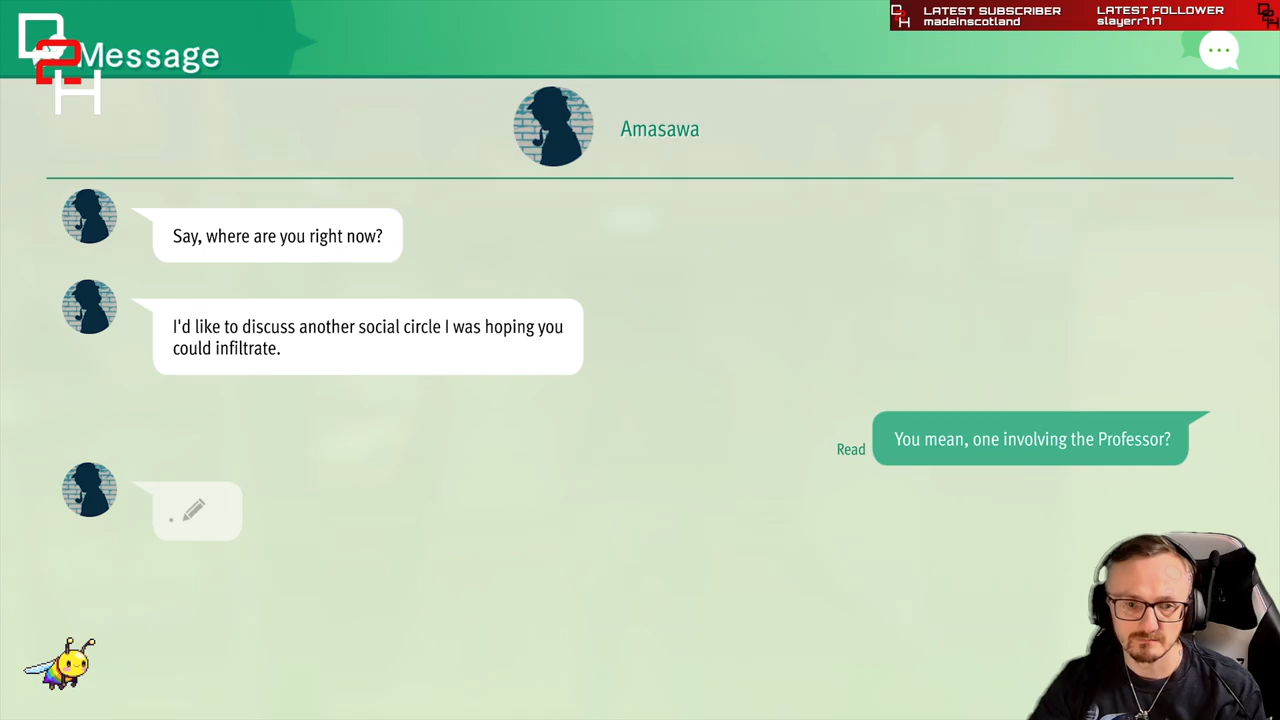 LATEST SUBSCRIBER
madeinscotland
LATEST FOLLOWER
slayerr717
D2H
Message
Amasawa
Say, where are you right now?
I'd like to discuss another social circle I was hoping you
could infiltrate.
You mean, one involving the Professor?
Read